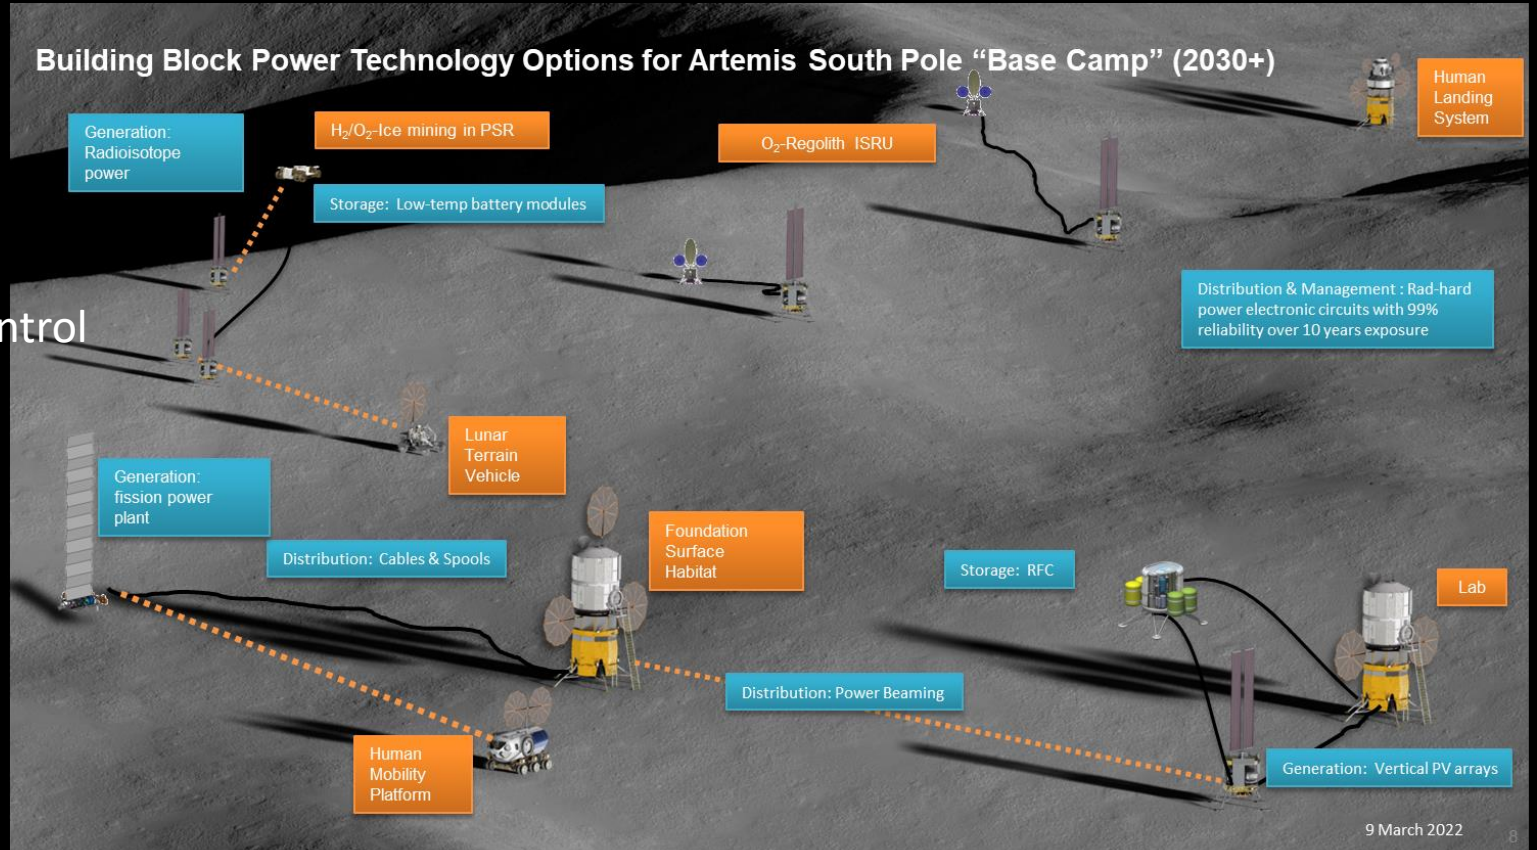 Building Block Power Technology Options for Artemis South Pole “Base Camp” (2030+)
Human
Landing
System
Generation:
Radioisotope
power
H₂/O₂-Ice mining in PSR
O₂-Regolith ISRU
Storage: Low-temp battery modules
Distribution & Management : Rad-hard
power electronic circuits with 99%
reliability over 10 years exposure
ntrol
Lunar
Terrain
Vehicle
Generation:
fission power
plant
Distribution: Cables & Spools
Foundation
Surface
Habitat
Storage: RFC
Lab
Distribution: Power Beaming
Human
Mobility
Platform
Generation: Vertical PV arrays
9 March 2022
8